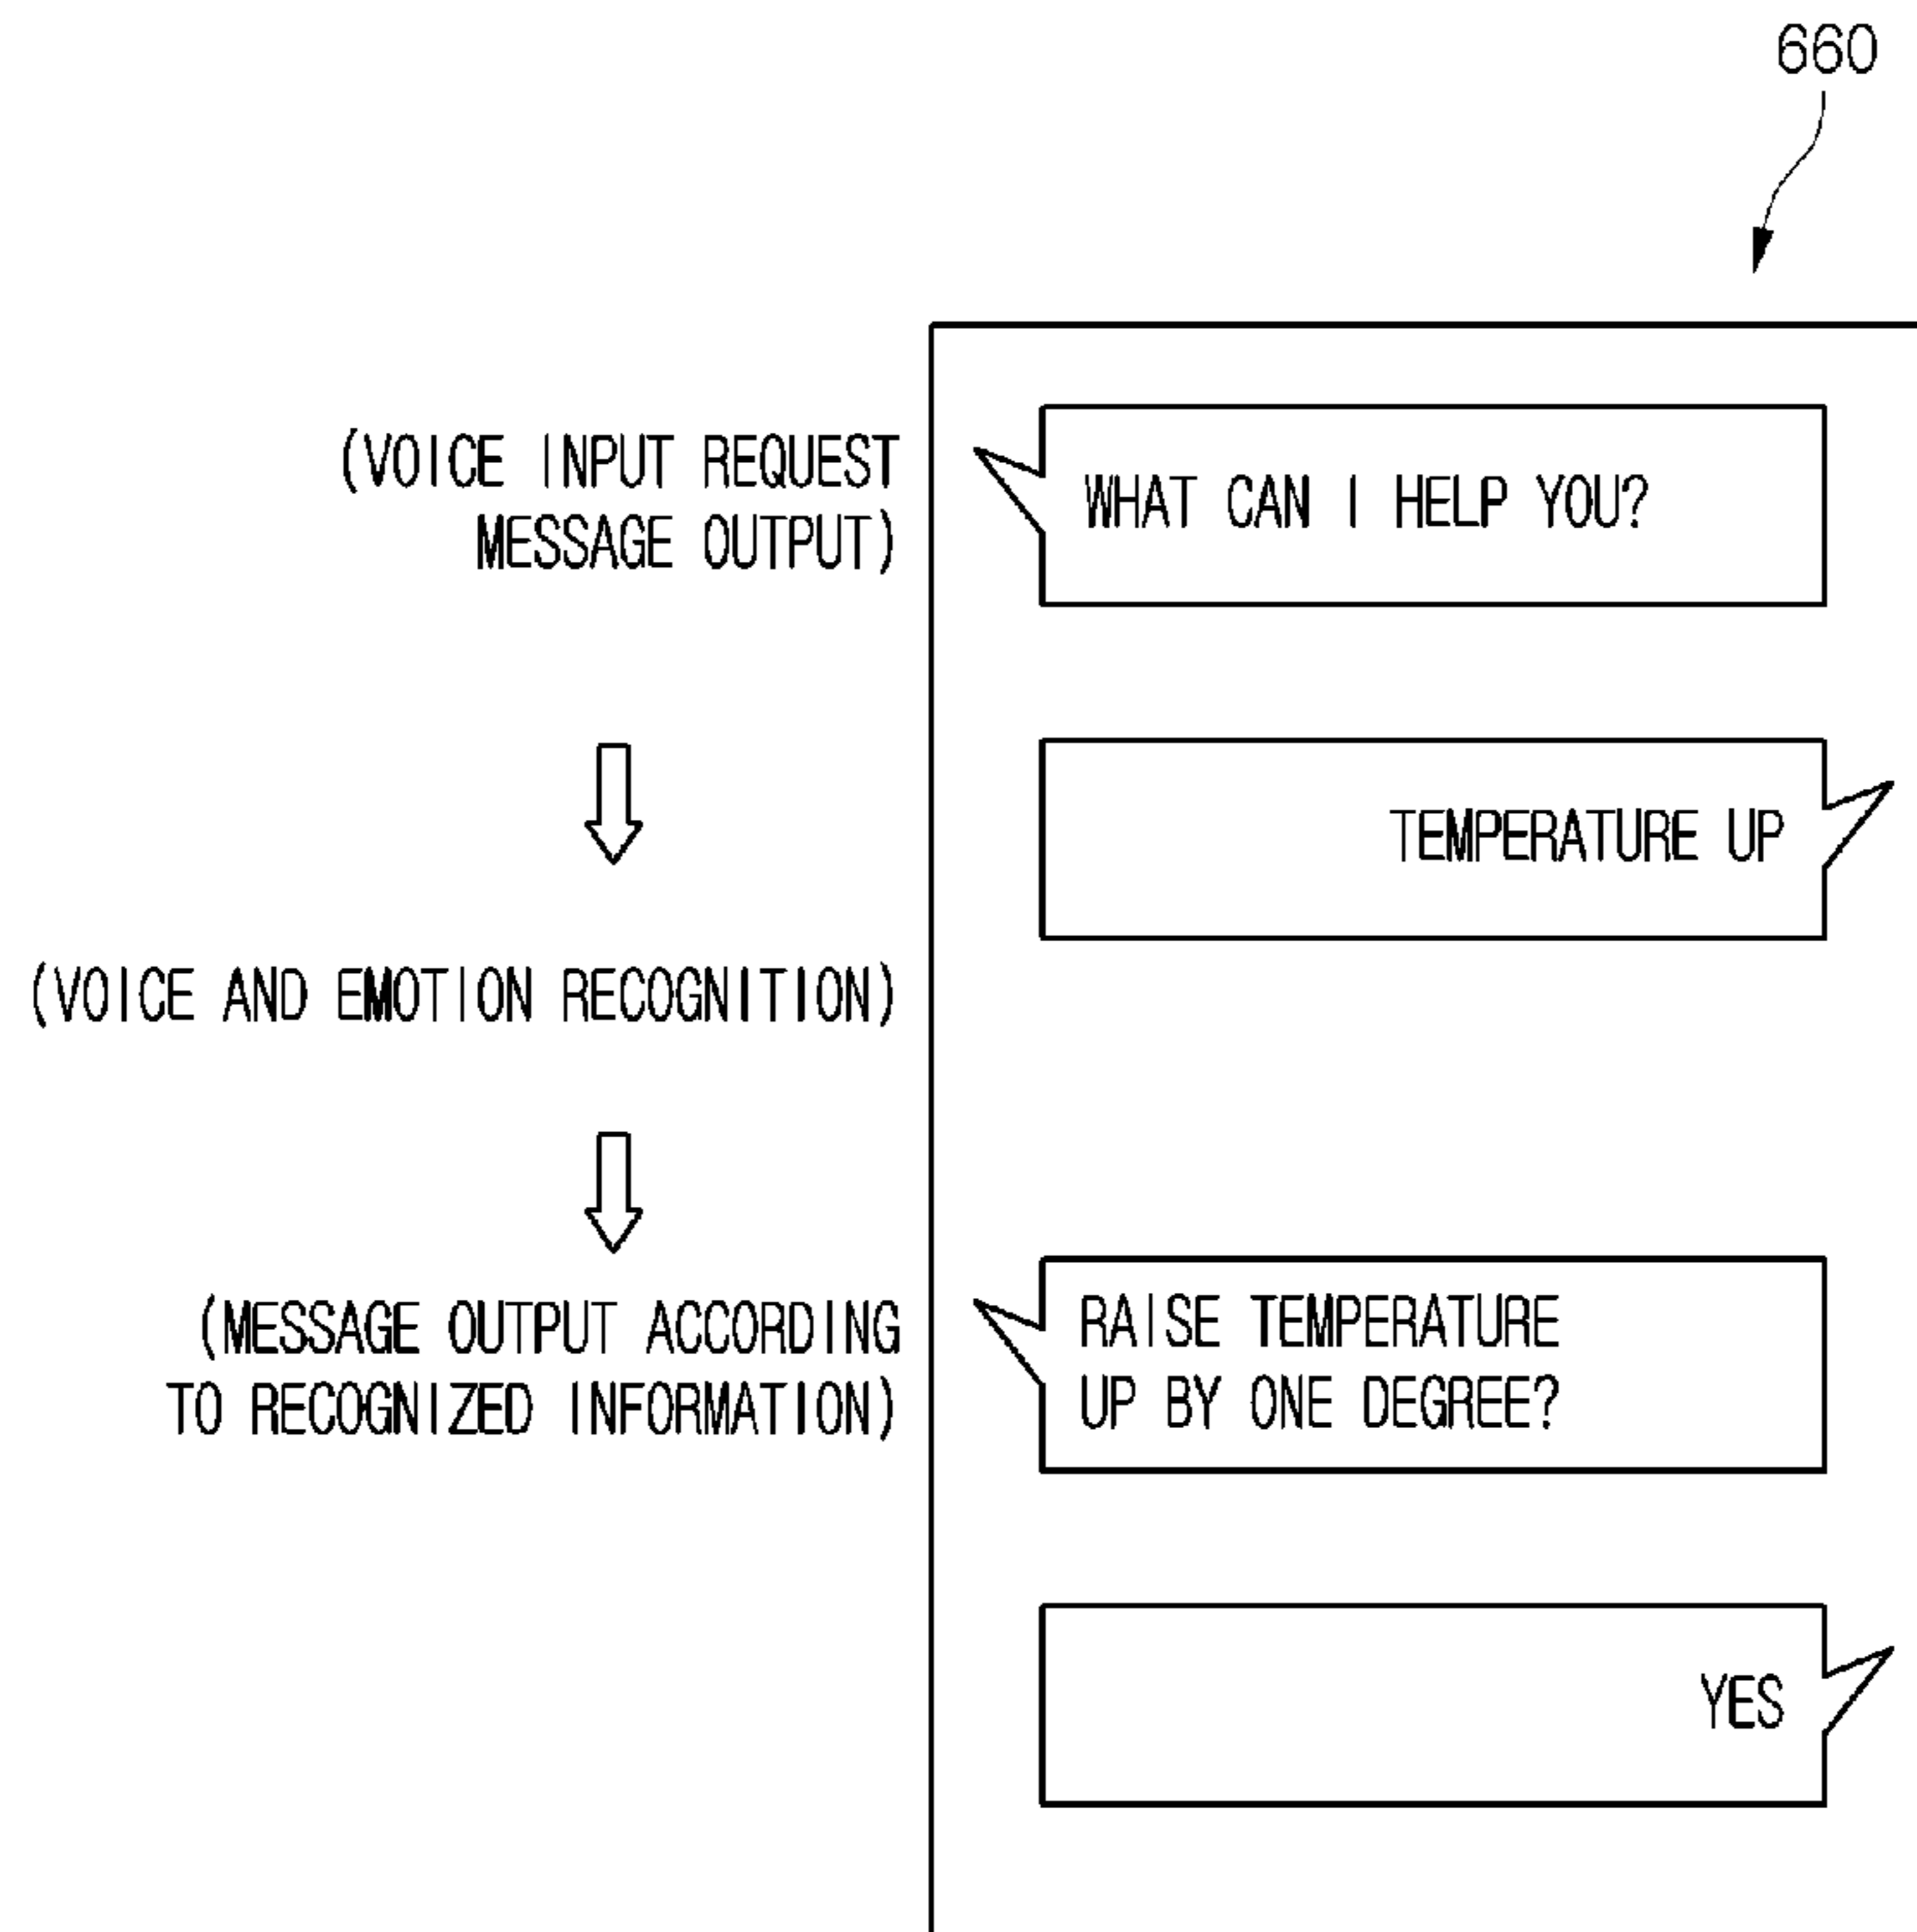 660
(VOICE INPUT REQUEST
MESSAGE OUTPUT)
WHAT CAN I HELP YOU?
TEMPERATURE UP
(VOICE AND EMOTION RECOGNITION)
(MESSAGE OUTPUT ACCORDING
TO RECOGNIZED INFORMATION)
RAISE TEMPERATURE
UP BY ONE DEGREE?
YES